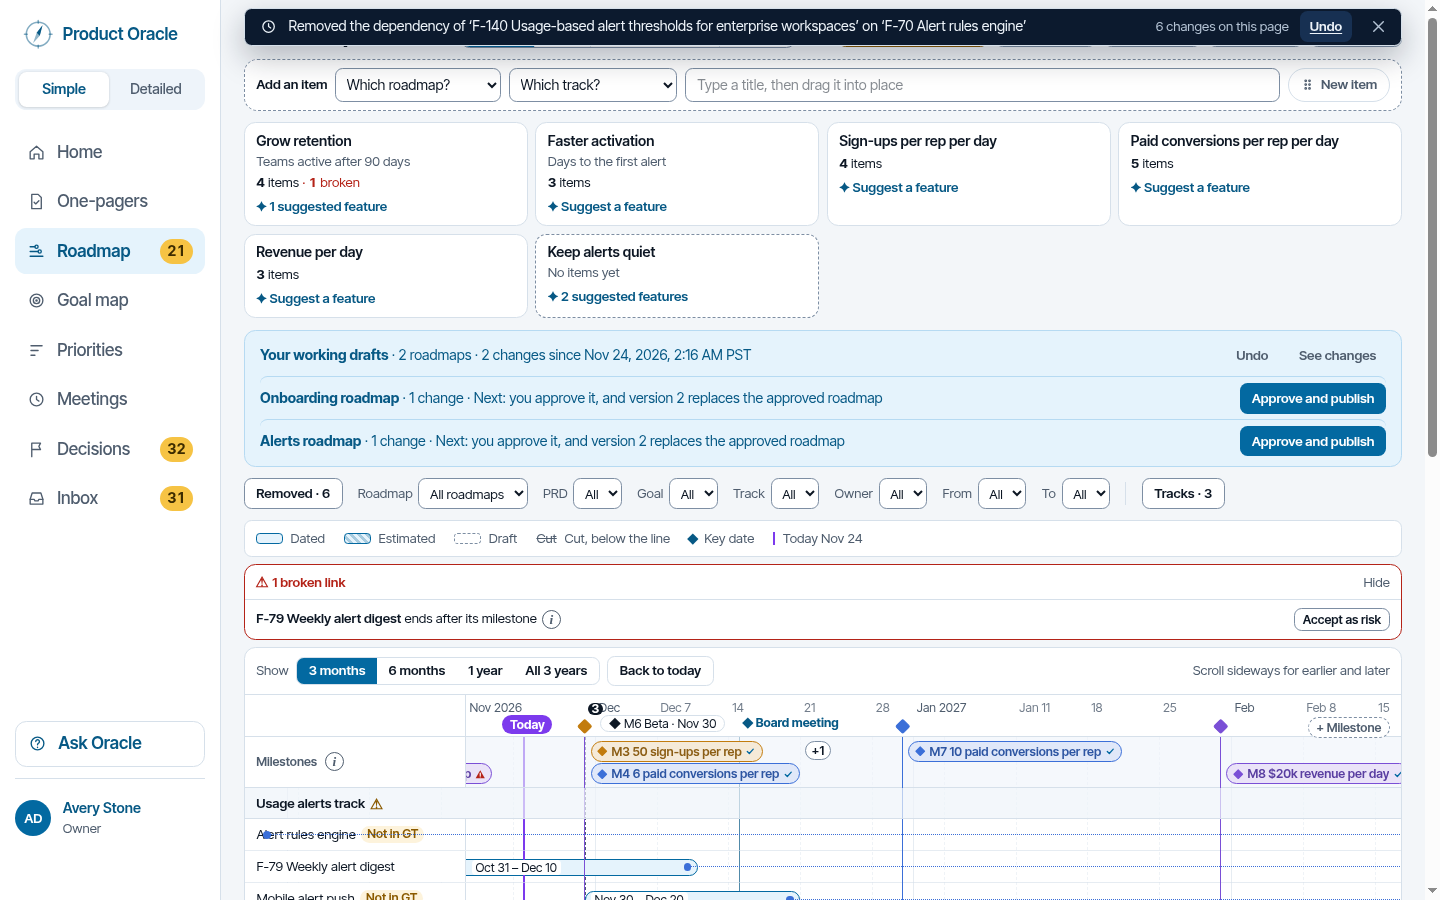 Product Oracle
Simple
Detailed
Home
One-pagers
Roadmap 21
Goal map
Priorities
Meetings
Decisions 32
Inbox 31
Ask Oracle
AD
Avery Stone
Owner
Removed the dependency of ‘F-140 Usage-based alert thresholds for enterprise workspaces’ on ‘F-70 Alert rules engine’
6 changes on this page
Undo
Add an item
Which roadmap?
Which track?
Type a title, then drag it into place
New item
Grow retention
Teams active after 90 days
4 items · 1 broken
1 suggested feature
Faster activation
Days to the first alert
3 items
Suggest a feature
Sign-ups per rep per day
4 items
Suggest a feature
Paid conversions per rep per day
5 items
Suggest a feature
Revenue per day
3 items
Suggest a feature
Keep alerts quiet
No items yet
2 suggested features
Your working drafts · 2 roadmaps · 2 changes since Nov 24, 2026, 2:16 AM PST
Undo
See changes
Onboarding roadmap · 1 change · Next: you approve it, and version 2 replaces the approved roadmap
Approve and publish
Alerts roadmap · 1 change · Next: you approve it, and version 2 replaces the approved roadmap
Approve and publish
Removed · 6
Roadmap All roadmaps
PRD All
Goal All
Track All
Owner All
From All
To All
Tracks · 3
Dated
Estimated
Draft
Cut Cut, below the line
Key date
Today Nov 24
1 broken link
Hide
F-79 Weekly alert digest ends after its milestone i
Accept as risk
Show
3 months
6 months
1 year
All 3 years
Back to today
Scroll sideways for earlier and later
Nov 2026
3
Dec
Dec 7
14
21
28
Jan 2027
Jan 11
18
25
Feb
Feb 8
15
Today
M6 Beta · Nov 30
Board meeting
+ Milestone
Milestones i
M3 50 sign-ups per rep
+1
M7 10 paid conversions per rep
M4 6 paid conversions per rep
M8 $20k revenue per day
Usage alerts track
Alert rules engine Not in GT
F-79 Weekly alert digest
Oct 31 – Dec 10
Mobile alert push Not in GT
Nov 30 – Dec 20